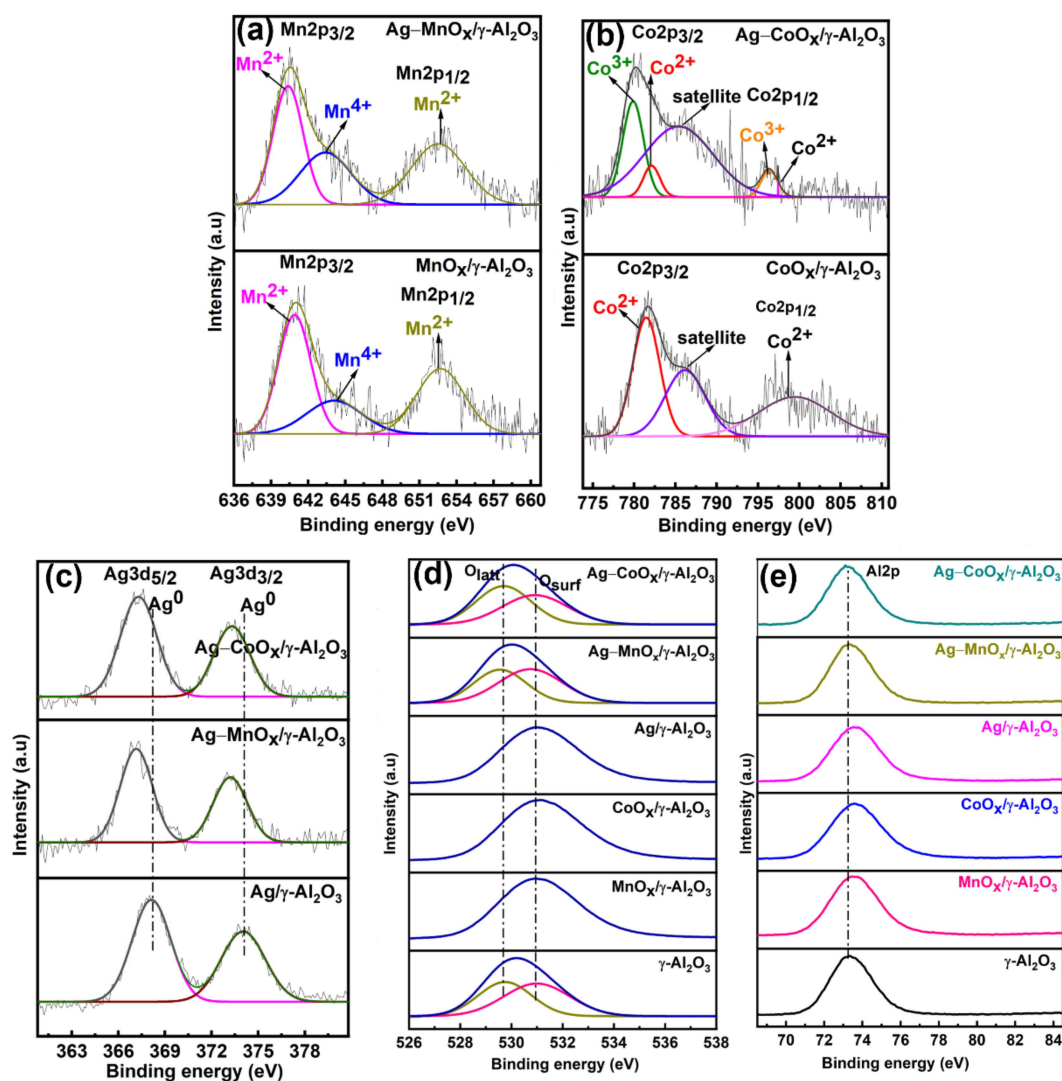 (a) Mn2p3/2 Ag–MnOx/γ-Al2O3
Mn2+
Mn4+
Mn2p1/2
Mn2+
Mn2p3/2 MnOx/γ-Al2O3
Mn2+
Mn4+
Mn2p1/2
Mn2+
Intensity (a.u)
636 639 642 645 648 651 654 657 660
Binding energy (eV)
(b) Co2p3/2 Ag–CoOx/γ-Al2O3
Co3+
Co2+
satellite
Co2p1/2
Co3+
Co2+
Co2p3/2 CoOx/γ-Al2O3
Co2+
satellite
Co2p1/2
Co2+
Intensity (a.u)
775 780 785 790 795 800 805 810
Binding energy (eV)
(c) Ag3d5/2 Ag3d3/2
Ag0 Ag0
Ag–CoOx/γ-Al2O3
Ag–MnOx/γ-Al2O3
Ag/γ-Al2O3
Intensity (a.u)
363 366 369 372 375 378
Binding energy (eV)
(d) Olatt Osurf
Ag–CoOx/γ-Al2O3
Ag–MnOx/γ-Al2O3
Ag/γ-Al2O3
CoOx/γ-Al2O3
MnOx/γ-Al2O3
γ-Al2O3
Intensity (a.u)
526 528 530 532 534 536 538
Binding energy (eV)
(e) Al2p
Ag–CoOx/γ-Al2O3
Ag–MnOx/γ-Al2O3
Ag/γ-Al2O3
CoOx/γ-Al2O3
MnOx/γ-Al2O3
γ-Al2O3
Intensity (a.u)
70 72 74 76 78 80 82 84
Binding energy (eV)